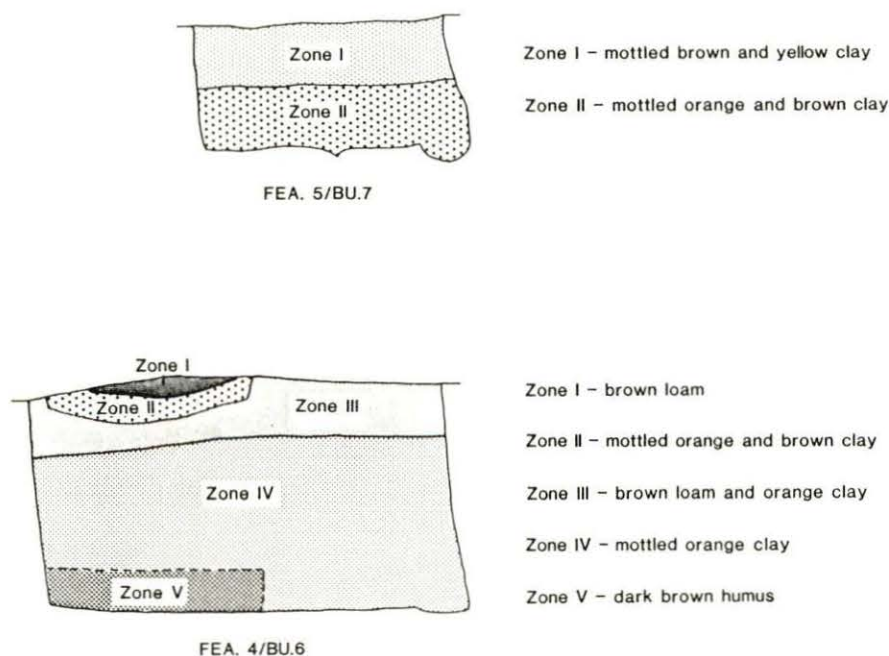 Zone I
Zone II
Zone I – mottled brown and yellow clay
Zone II – mottled orange and brown clay
FEA. 5/BU.7
Zone I
Zone II
Zone III
Zone IV
Zone V
Zone I – brown loam
Zone II – mottled orange and brown clay
Zone III – brown loam and orange clay
Zone IV – mottled orange clay
Zone V – dark brown humus
FEA. 4/BU.6